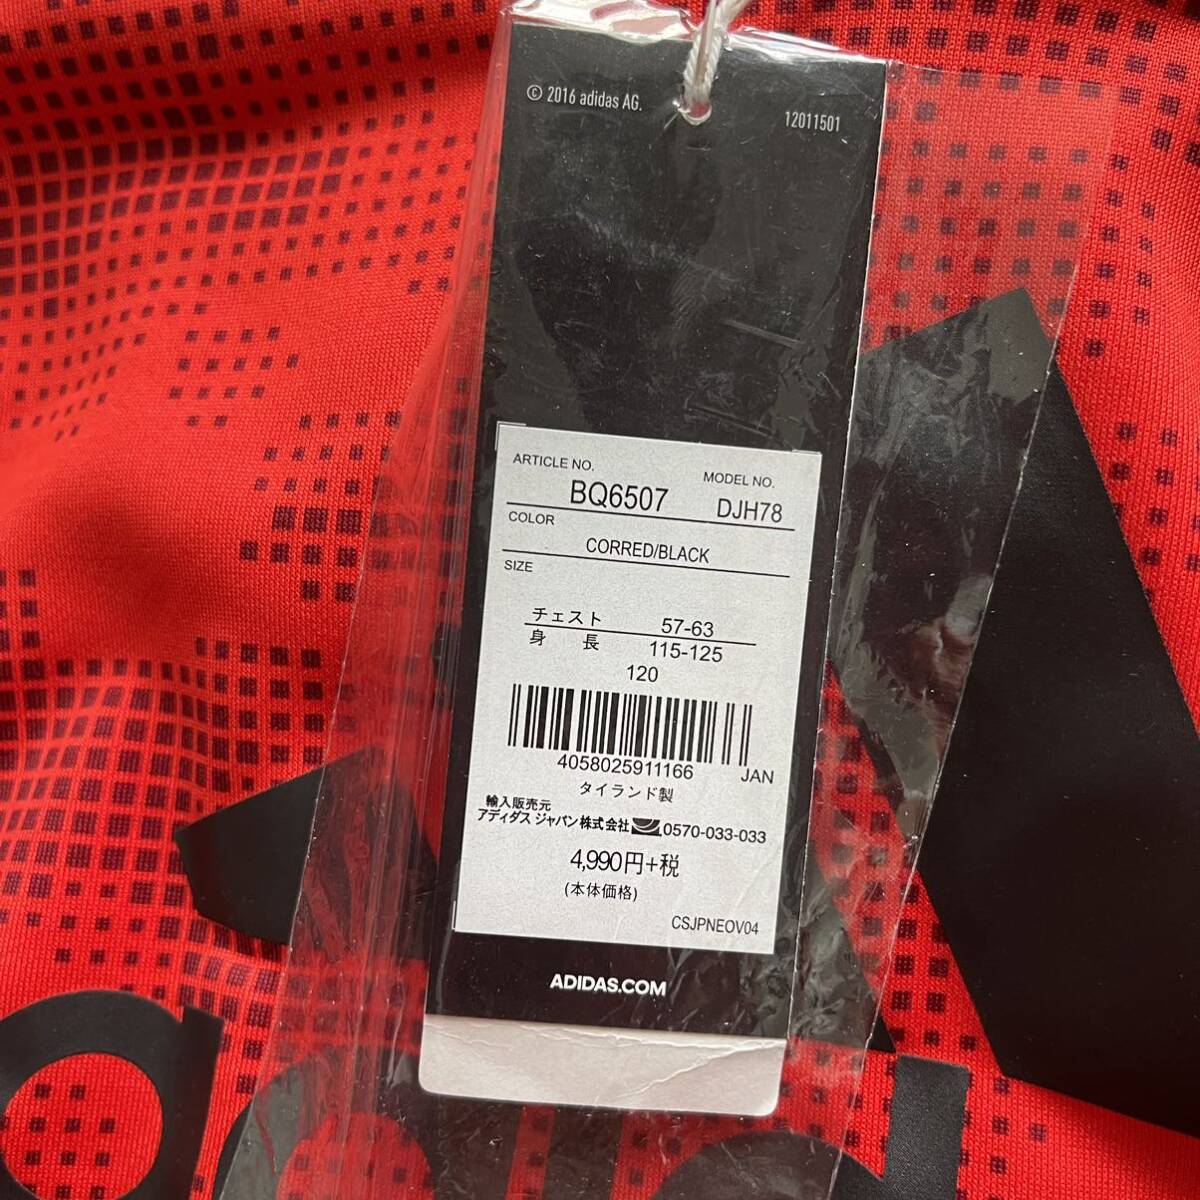 © 2016 adidas AG.
12011501
ARTICLE NO.
MODEL NO.
BQ6507
DJH78
COLOR
CORRED/BLACK
SIZE
チェスト 57-63
身 長 115-125
120
4058025911166 JAN
タイランド製
輸入販売元
アディダス ジャパン株式会社 0570-033-033
4,990円+税
(本体価格)
CSJPNEOV04
ADIDAS.COM